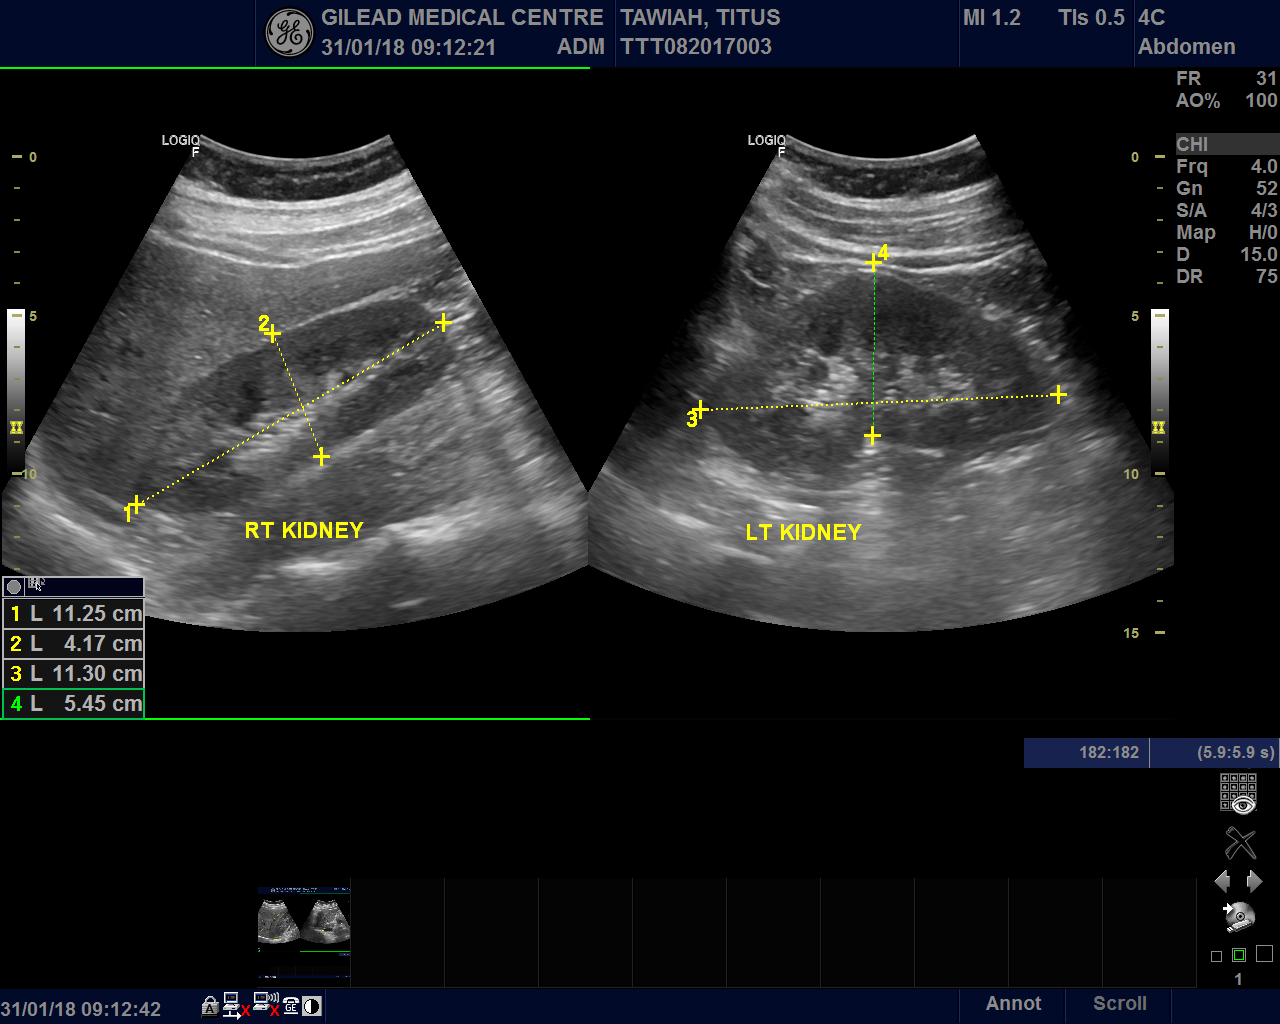 GILEAD MEDICAL CENTRE
31/01/18 09:12:21 ADM
TAWIAH, TITUS
TTT082017003
MI 1.2 TIs 0.5
4C
Abdomen
FR 31
AO% 100
CHI
Frq 4.0
Gn 52
S/A 4/3
Map H/0
D 15.0
DR 75
LOGIQ
F
LOGIQ
F
0
5
10
0
5
10
15
2
1
1
4
3
RT KIDNEY
LT KIDNEY
1 L 11.25 cm
2 L 4.17 cm
3 L 11.30 cm
4 L 5.45 cm
182:182 (5.9:5.9 s)
1
31/01/18 09:12:42
Annot
Scroll